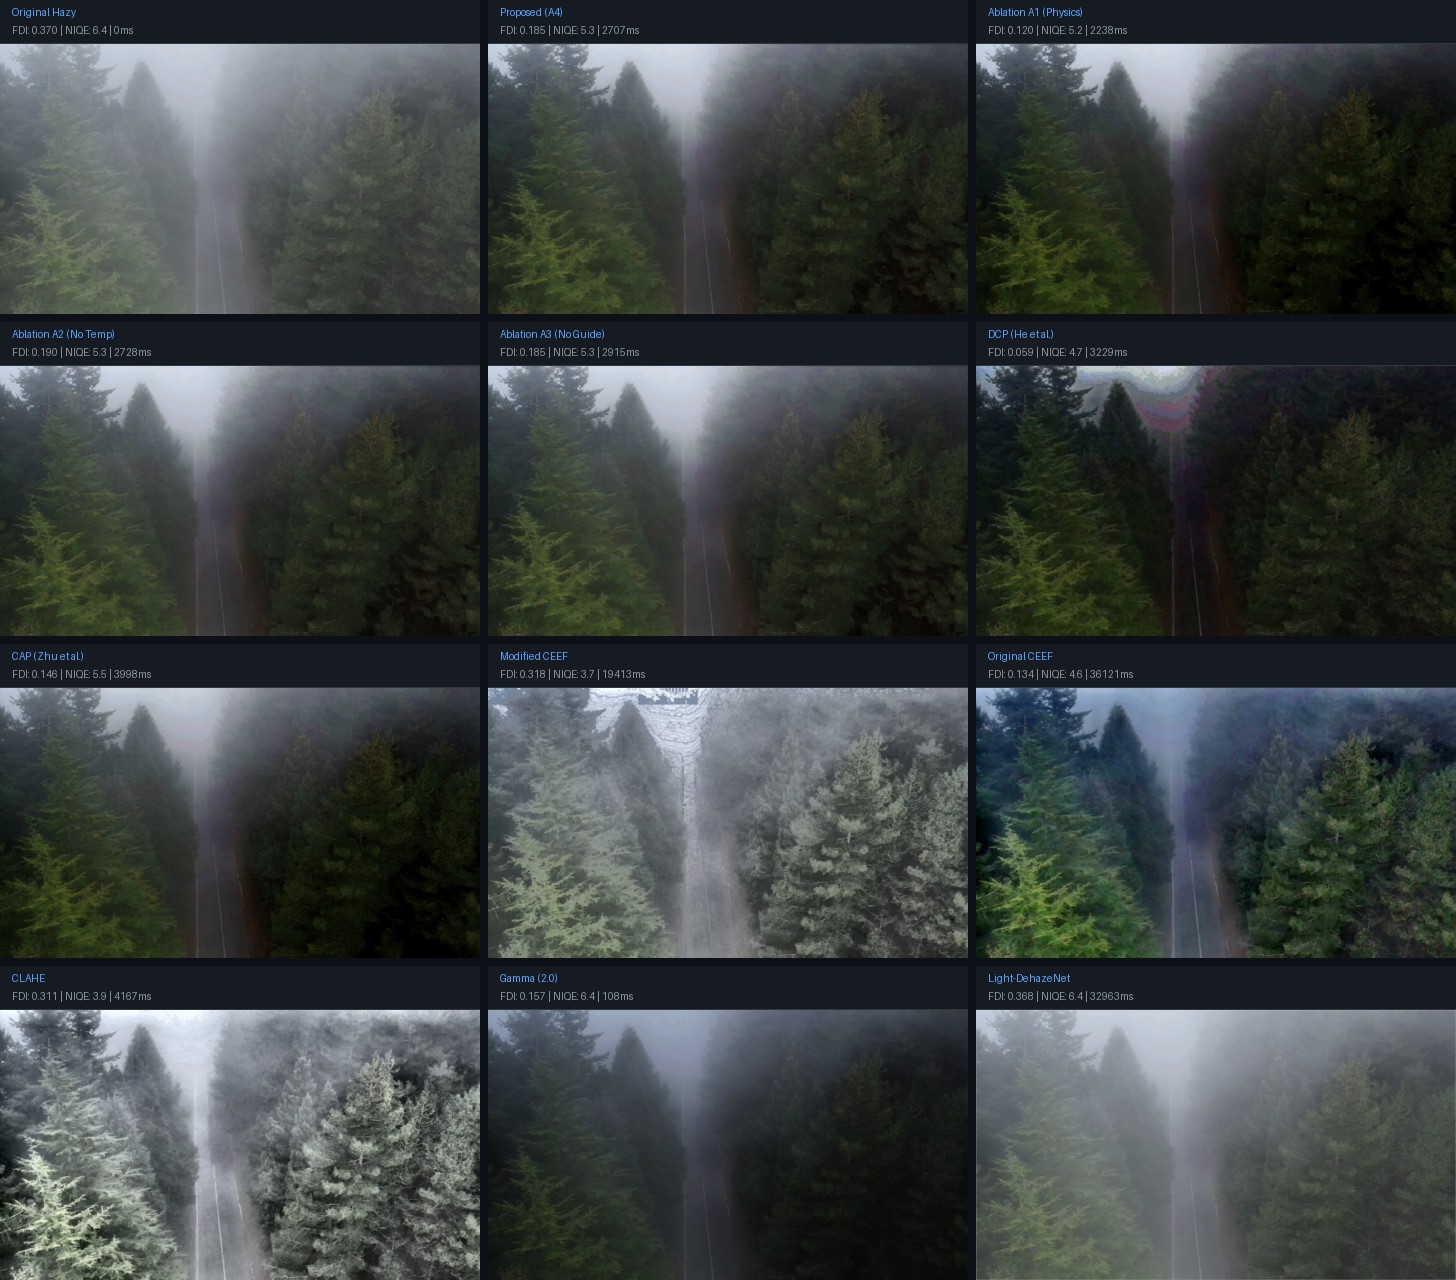 Original Hazy
FDI: 0.370 | NIQE: 6.4 | 0ms
Proposed (A4)
FDI: 0.185 | NIQE: 5.3 | 2707ms
Ablation A1 (Physics)
FDI: 0.120 | NIQE: 5.2 | 2238ms
Ablation A2 (No Temp)
FDI: 0.190 | NIQE: 5.3 | 2728ms
Ablation A3 (No Guide)
FDI: 0.185 | NIQE: 5.3 | 2915ms
DCP (He et al.)
FDI: 0.059 | NIQE: 4.7 | 3229ms
CAP (Zhu et al.)
FDI: 0.146 | NIQE: 5.5 | 3998ms
Modified CEEF
FDI: 0.318 | NIQE: 3.7 | 19413ms
Original CEEF
FDI: 0.134 | NIQE: 4.6 | 36121ms
CLAHE
FDI: 0.311 | NIQE: 3.9 | 4167ms
Gamma (2.0)
FDI: 0.157 | NIQE: 6.4 | 108ms
Light-DehazeNet
FDI: 0.368 | NIQE: 6.4 | 32963ms